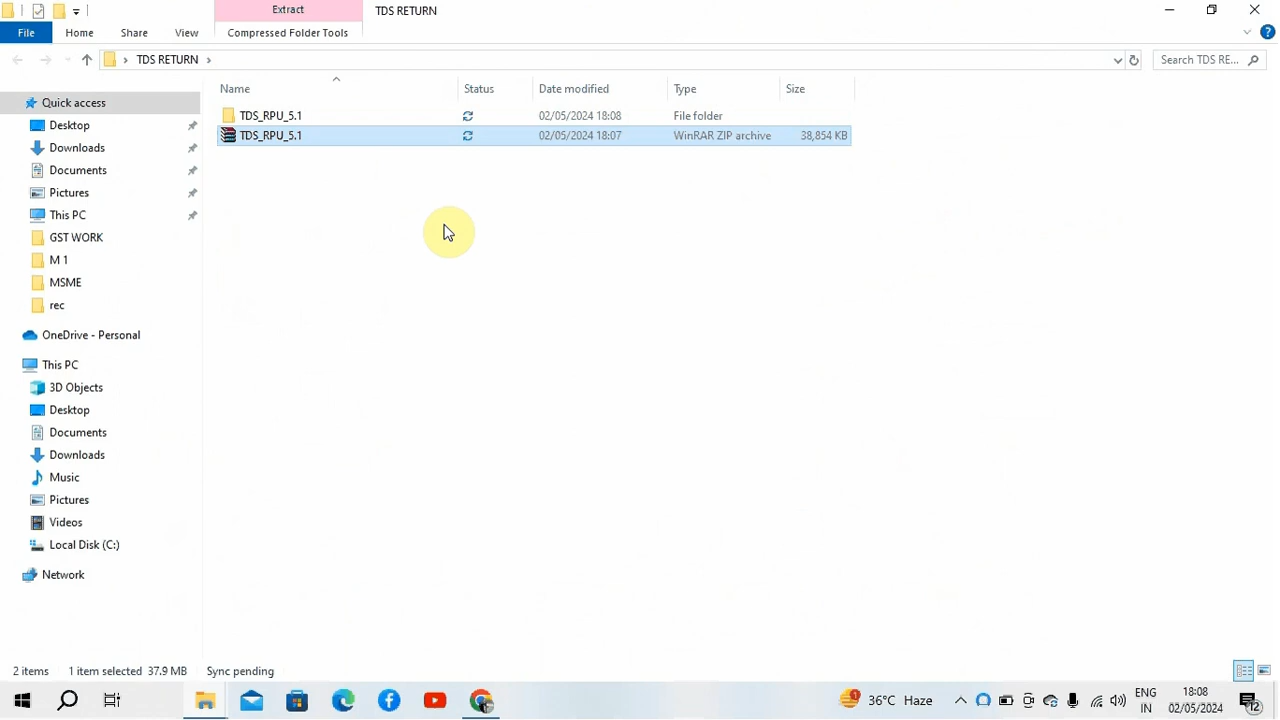 Extract
TDS RETURN
File
Home
Share
View
Compressed Folder Tools
TDS RETURN
Search TDS RE...
Name
Status
Date modified
Type
Size
TDS_RPU_5.1
02/05/2024 18:08
File folder
TDS_RPU_5.1
02/05/2024 18:07
WinRAR ZIP archive
38,854 KB
Quick access
Desktop
Downloads
Documents
Pictures
This PC
GST WORK
M 1
MSME
rec
OneDrive - Personal
This PC
3D Objects
Desktop
Documents
Downloads
Music
Pictures
Videos
Local Disk (C:)
Network
2 items
1 item selected 37.9 MB
Sync pending
36°C Haze
ENG
IN
18:08
02/05/2024
12